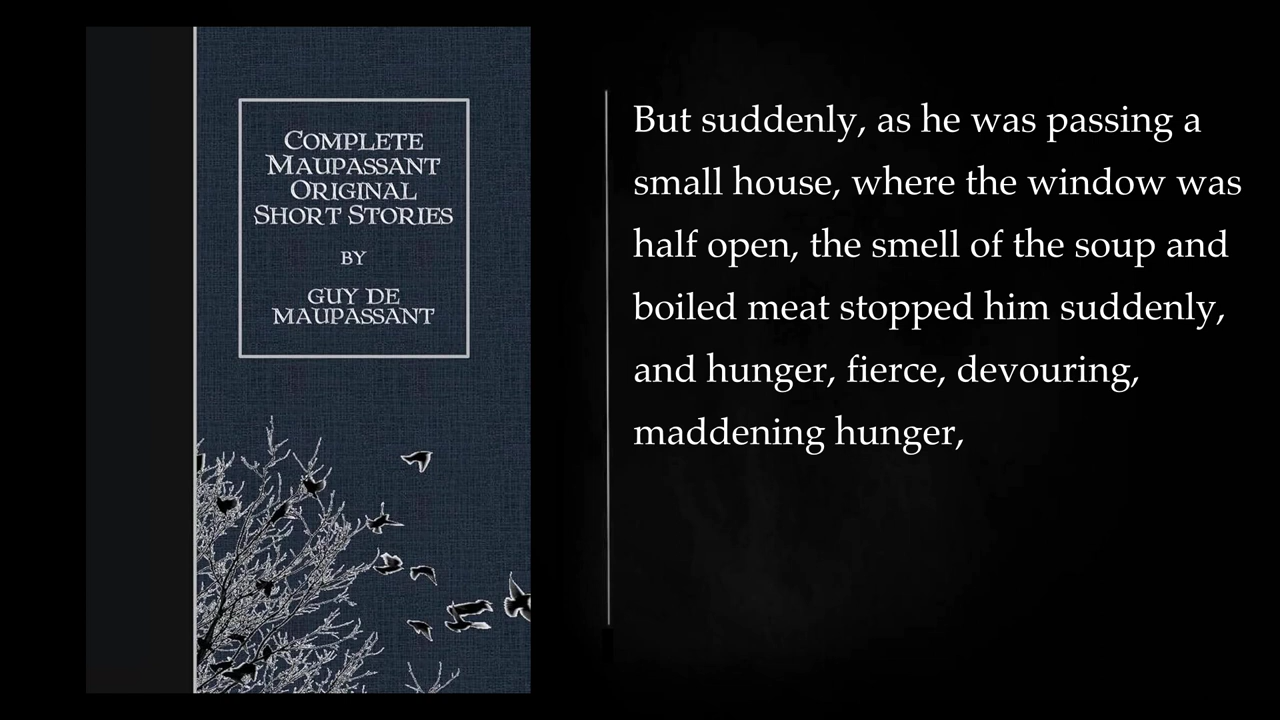 COMPLETE
MAUPASSANT
ORIGINAL
SHORT STORIES
BY
GUY DE
MAUPASSANT
But suddenly, as he was passing a
small house, where the window was
half open, the smell of the soup and
boiled meat stopped him suddenly,
and hunger, fierce, devouring,
maddening hunger,